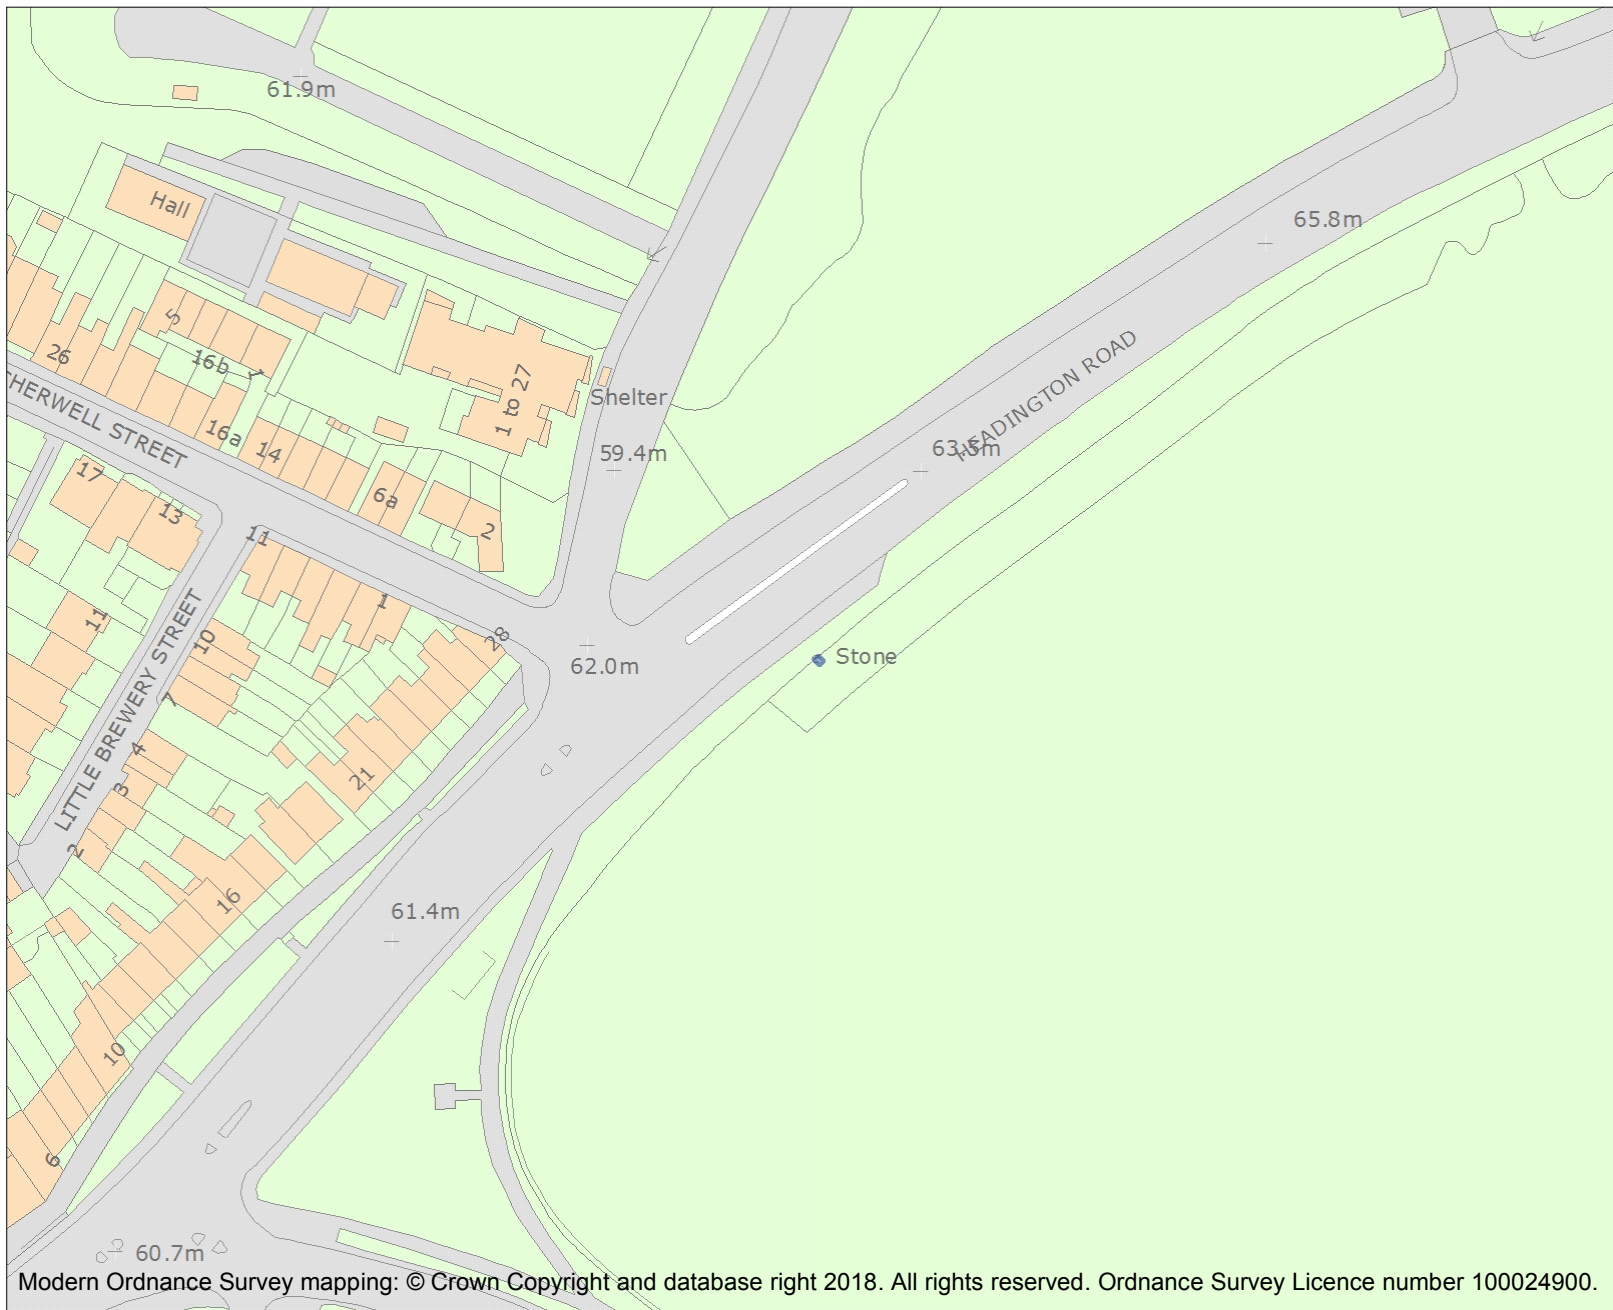 61.9m
Hall
65.8m
5
26
16b
1
HEADINGTON ROAD
1 to 27
Shelter
CHERWELL STREET
16a
14
59.4m
63.5m
17
6a
13
2
11
1
11
10
28
62.0m
Stone
7
LITTLE BREWERY STREET
4
21
3
2
16
61.4m
10
6
60.7m
Modern Ordnance Survey mapping: © Crown Copyright and database right 2018. All rights reserved. Ordnance Survey Licence number 100024900.